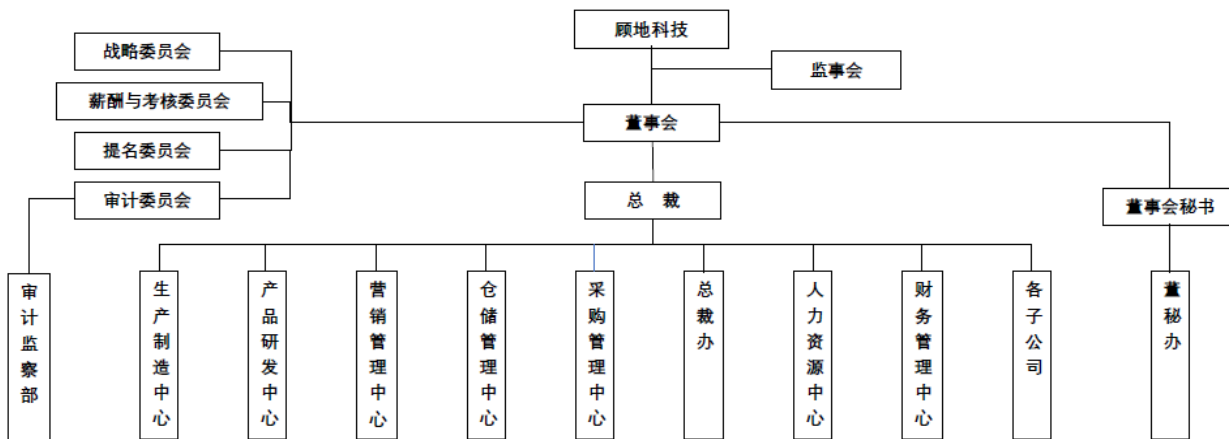 顾地科技
战略委员会
监事会
薪酬与考核委员会
董事会
提名委员会
审计委员会
总 裁
董事会秘书
审计监察部
生产制造中心
产品研发中心
营销管理中心
仓储管理中心
采购管理中心
总裁办
人力资源中心
财务管理中心
各子公司
董秘办